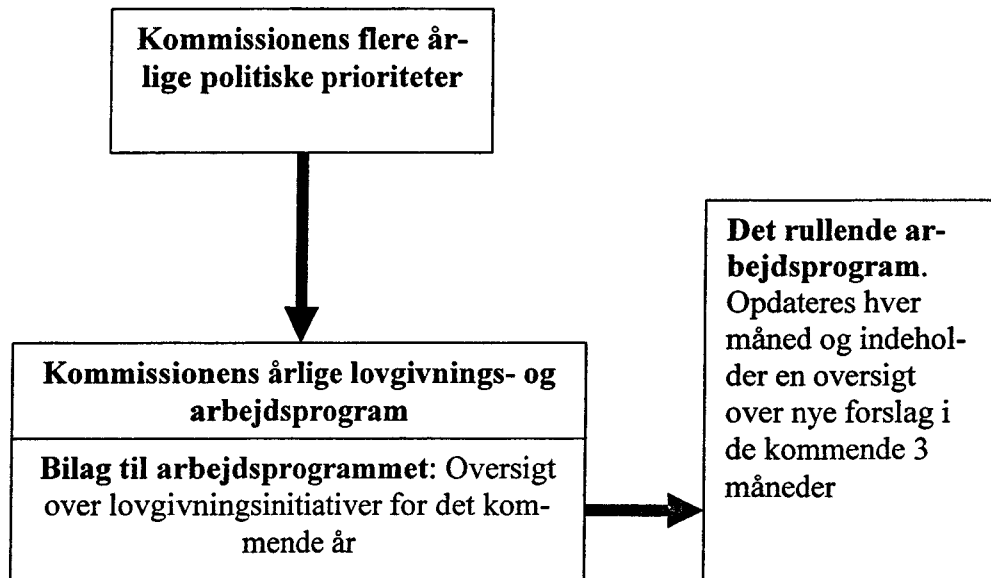 Kommissionens flere år-
lige politiske prioriteter
Kommissionens årlige lovgivnings- og
arbejdsprogram
Bilag til arbejdsprogrammet: Oversigt
over lovgivningsinitiativer for det kom-
mende år
Det rullende ar-
bejdsprogram.
Opdateres hver
måned og indehol-
der en oversigt
over nye forslag i
de kommende 3
måneder